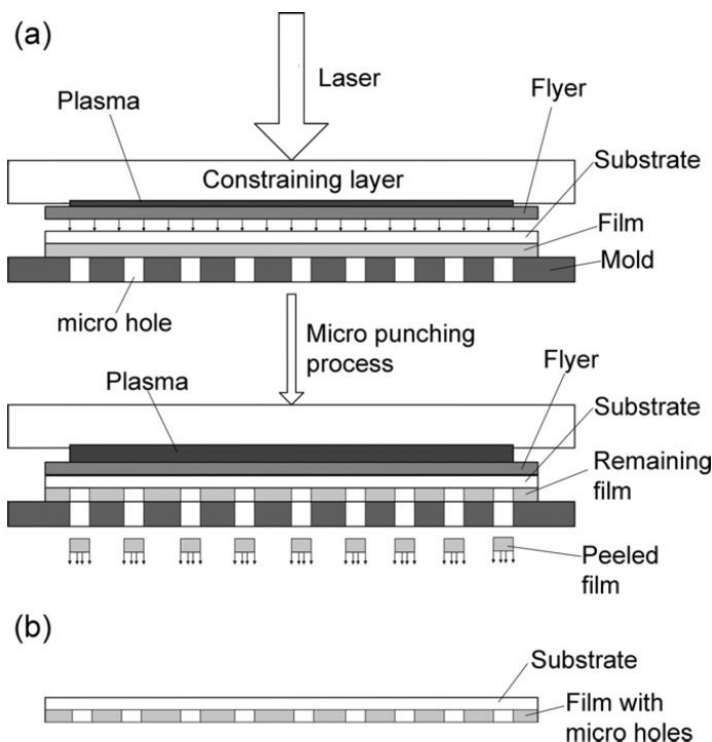 (a)
Laser
Plasma
Flyer
Substrate
Constraining layer
Film
Mold
micro hole
Micro punching
process
Plasma
Flyer
Substrate
Remaining
film
Peeled
film
(b)
Substrate
Film with
micro holes